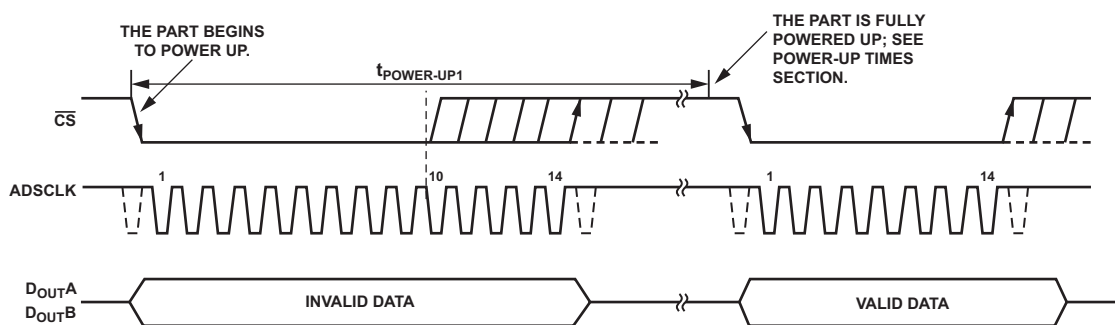 THE PART BEGINS
TO POWER UP.
THE PART IS FULLY
POWERED UP; SEE
POWER-UP TIMES
SECTION.
tPOWER-UP1
CS
ADSCLK
1
10
14
1
14
DOUTA
DOUTB
INVALID DATA
VALID DATA